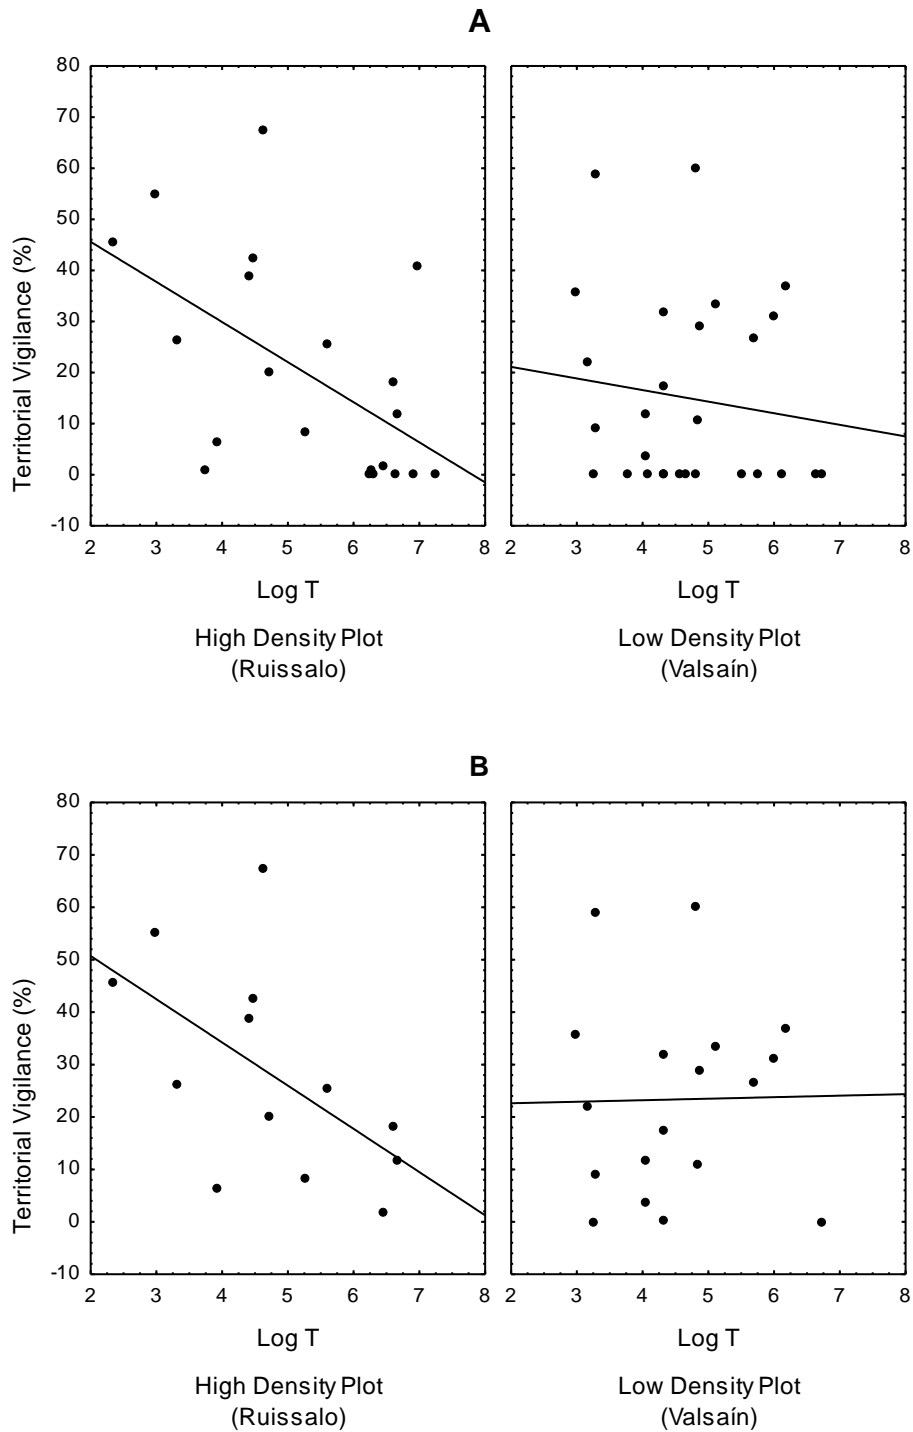 A
80
70
60
50
40
30
20
10
0
-10
Territorial Vigilance (%)
2 3 4 5 6 7 8
2 3 4 5 6 7 8
Log T
Log T
High Density Plot
(Ruissalo)
Low Density Plot
(Valsaín)
B
80
70
60
50
40
30
20
10
0
-10
Territorial Vigilance (%)
2 3 4 5 6 7 8
2 3 4 5 6 7 8
Log T
Log T
High Density Plot
(Ruissalo)
Low Density Plot
(Valsaín)